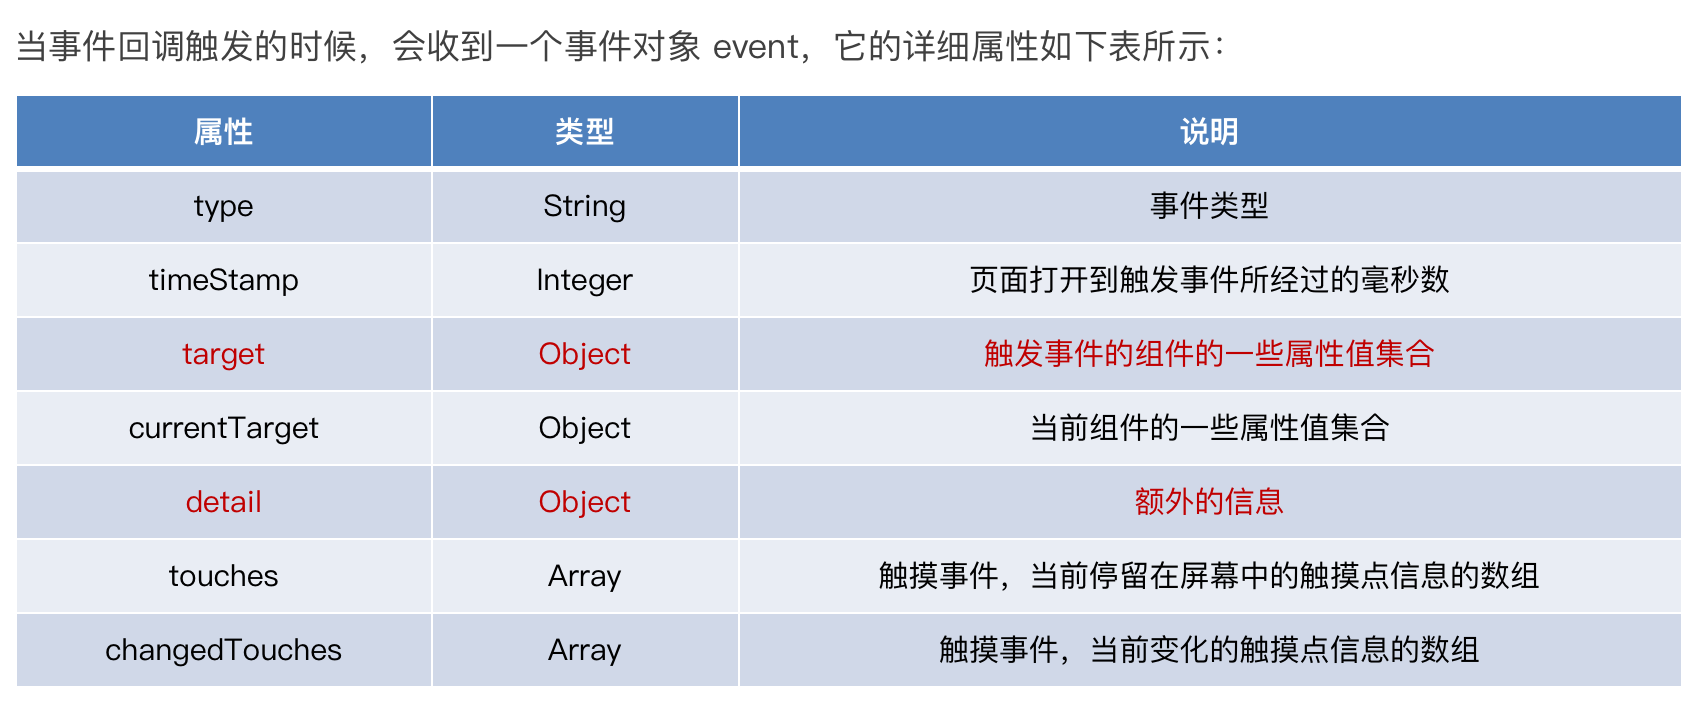 当事件回调触发的时候，会收到一个事件对象 event，它的详细属性如下表所示：
属性 类型 说明
type String 事件类型
timeStamp Integer 页面打开到触发事件所经过的毫秒数
target Object 触发事件的组件的一些属性值集合
currentTarget Object 当前组件的一些属性值集合
detail Object 额外的信息
touches Array 触摸事件，当前停留在屏幕中的触摸点信息的数组
changedTouches Array 触摸事件，当前变化的触摸点信息的数组